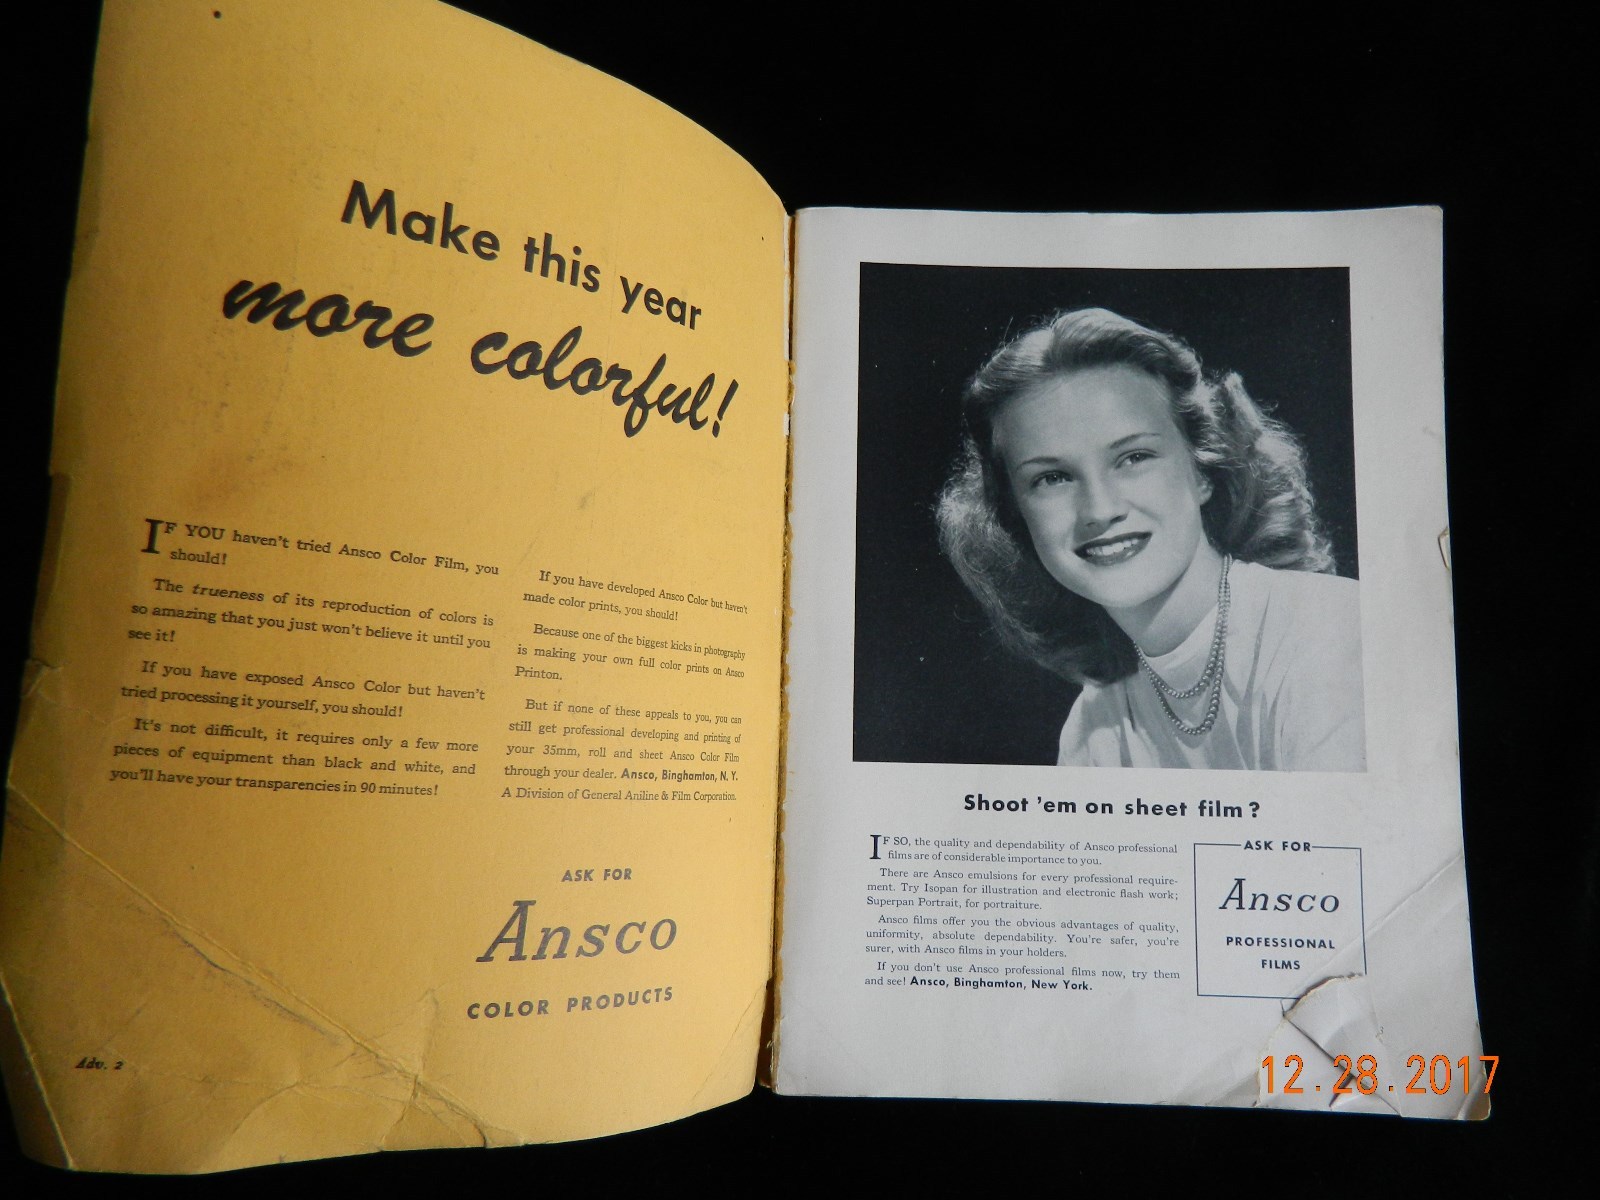 Make this year
more colorful!
IF YOU haven't tried Ansco Color Film, you
should!
The trueness of its reproduction of colors is
so amazing that you just won't believe it until you
see it!
If you have exposed Ansco Color but haven't
tried processing it yourself, you should!
It's not difficult, it requires only a few more
pieces of equipment than black and white, and
you'll have your transparencies in 90 minutes!
If you have developed Ansco Color but haven't
made color prints, you should!
Because one of the biggest kicks in photography
is making your own full color prints on Ansco
Printon.
But if none of these appeals to you, you can
still get professional developing and printing of
your 35mm, roll and sheet Ansco Color Film
through your dealer. Ansco, Binghamton, N. Y.
A Division of General Aniline & Film Corporation.
ASK FOR
Ansco
COLOR PRODUCTS
Adv. 2
Shoot 'em on sheet film?
IF SO, the quality and dependability of Ansco professional
films are of considerable importance to you.
There are Ansco emulsions for every professional require-
ment. Try Isopan for illustration and electronic flash work;
Superpan Portrait, for portraiture.
Ansco films offer you the obvious advantages of quality,
uniformity, absolute dependability. You're safer, you're
surer, with Ansco films in your holders.
If you don't use Ansco professional films now, try them
and see! Ansco, Binghamton, New York.
ASK FOR
Ansco
PROFESSIONAL
FILMS
3
12.28.2017